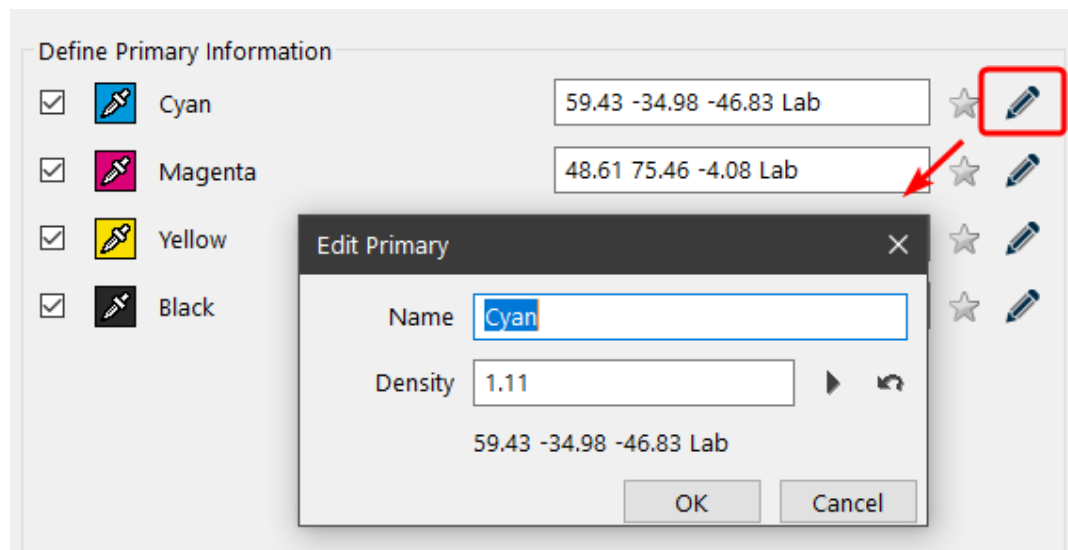 Define Primary Information
Cyan 59.43 -34.98 -46.83 Lab
Magenta 48.61 75.46 -4.08 Lab
Yellow
Black
Edit Primary
Name Cyan
Density 1.11
59.43 -34.98 -46.83 Lab
OK Cancel